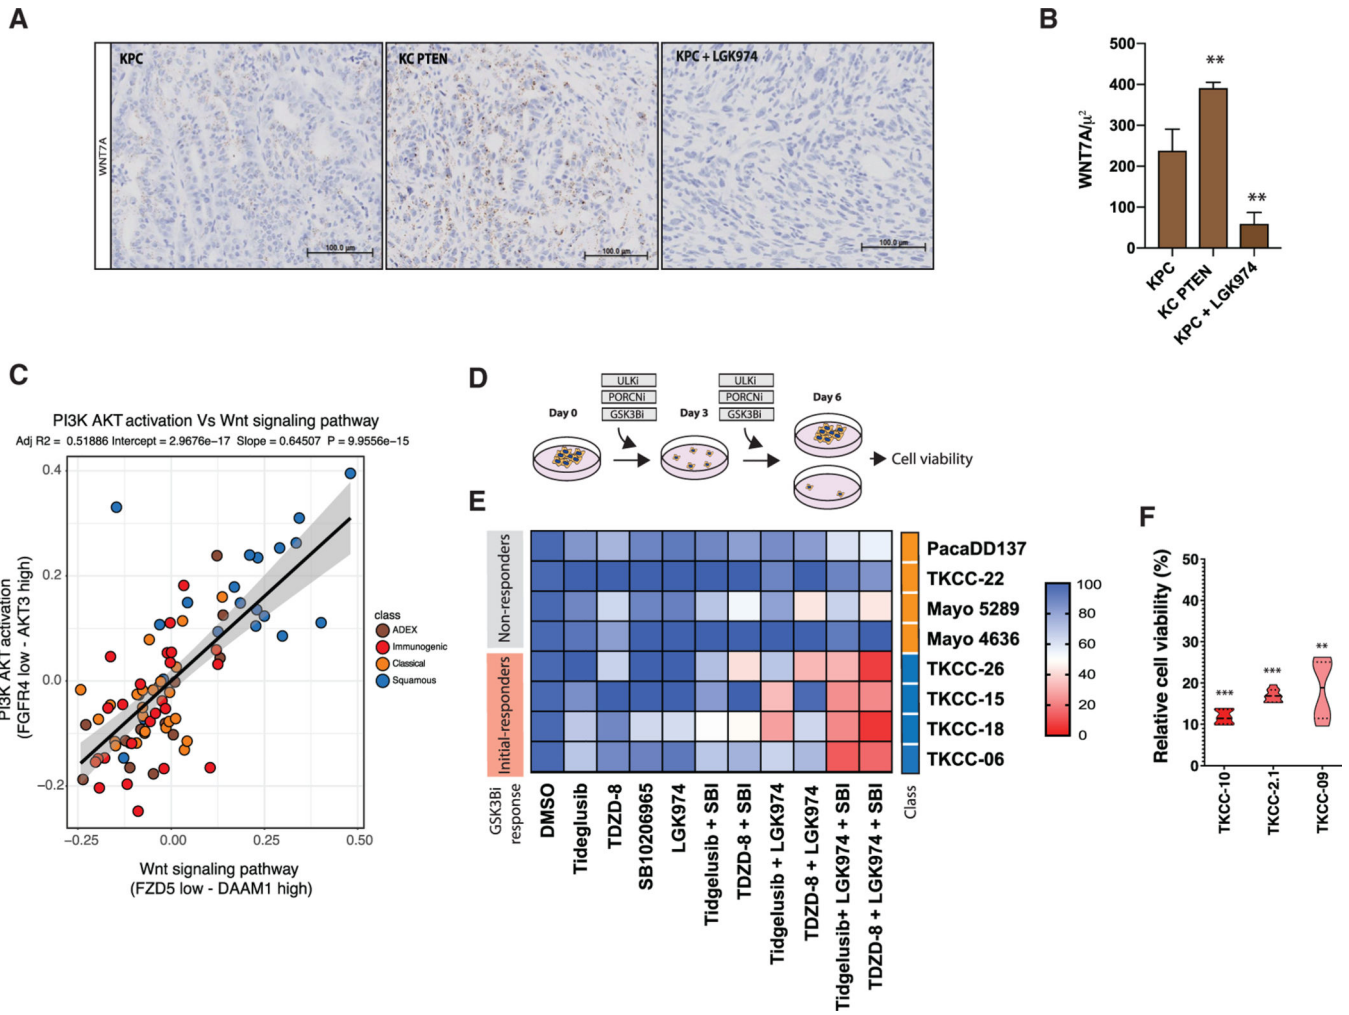 A
KPC
KC PTEN
KPC + LGK974
WNT7A
100.0 µm
100.0 µm
100.0 µm
B
WNT7A/µ²
500
400
300
200
100
0
**
**
KPC
KC PTEN
KPC + LGK974
C
PI3K AKT activation Vs Wnt signaling pathway
Adj R2 = 0.51886 Intercept = 2.9676e-17 Slope = 0.64507 P = 9.9556e-15
PI3K AKT activation
(FGFR4 low - AKT3 high)
0.4
0.2
0.0
-0.2
-0.25
0.00
0.25
0.50
Wnt signaling pathway
(FZD5 low - DAAM1 high)
class
ADEX
Immunogenic
Classical
Squamous
D
Day 0
ULKi
PORCNi
GSK3Bi
Day 3
ULKi
PORCNi
GSK3Bi
Day 6
Cell viability
E
Non-responders
Initial-responders
GSK3Bi
response
PacaDD137
TKCC-22
Mayo 5289
Mayo 4636
TKCC-26
TKCC-15
TKCC-18
TKCC-06
DMSO
Tideglusib
TDZD-8
SB10206965
LGK974
Tidgelusib + SBI
TDZD-8 + SBI
Tidgelusib + LGK974
TDZD-8 + LGK974
Tidgelusib+ LGK974 + SBI
TDZD-8 + LGK974 + SBI
Class
100
80
60
40
20
0
F
Relative cell viability (%)
50
40
30
20
10
0
***
***
**
TKCC-10
TKCC-2.1
TKCC-09